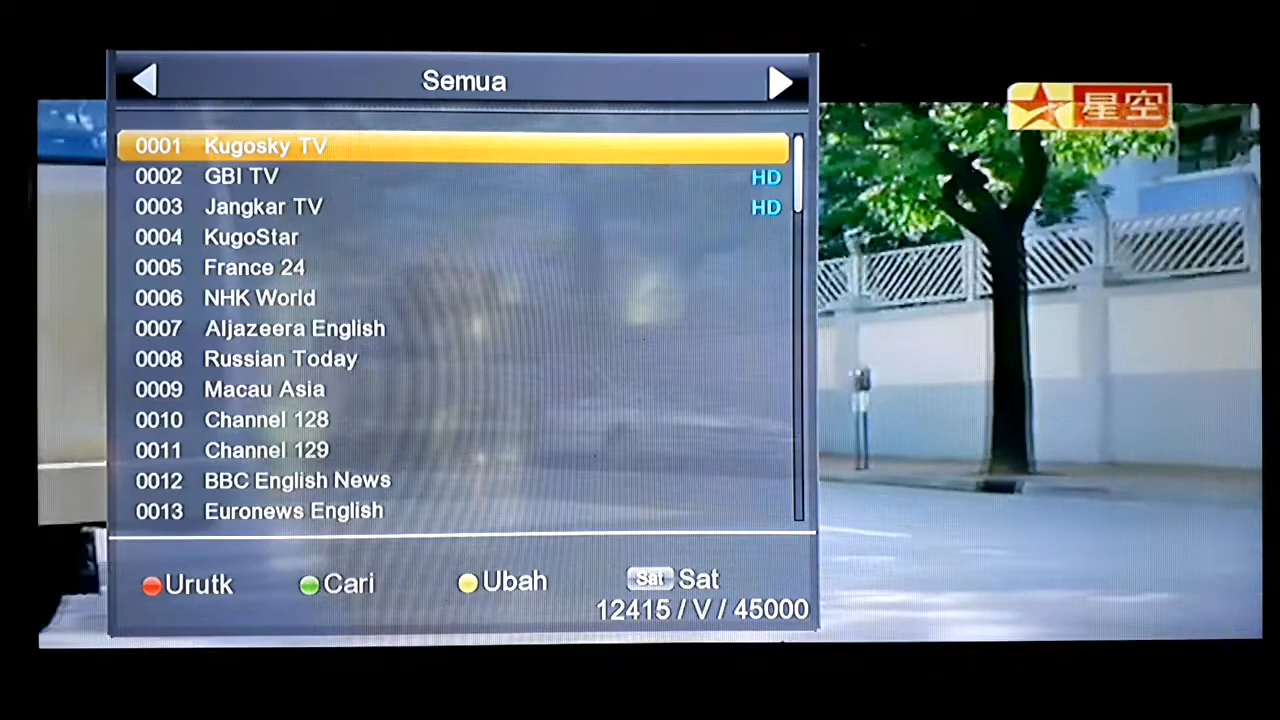 Semua
星空
0001 Kugosky TV
0002 GBI TV HD
0003 Jangkar TV HD
0004 KugoStar
0005 France 24
0006 NHK World
0007 Aljazeera English
0008 Russian Today
0009 Macau Asia
0010 Channel 128
0011 Channel 129
0012 BBC English News
0013 Euronews English
Urutk Cari Ubah Sat Sat
12415 / V / 45000